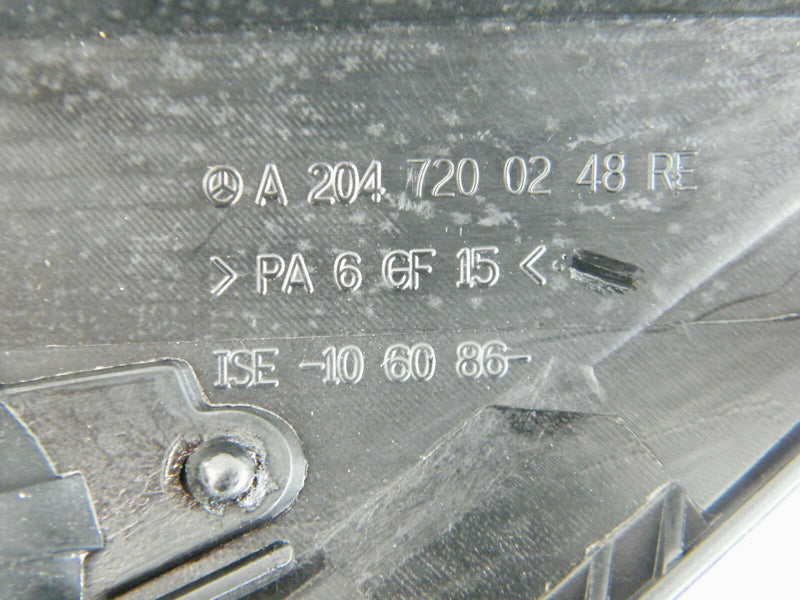 A 204 720 02 48 RE
>PA 6 GF 15<
ISE -10 60 86-